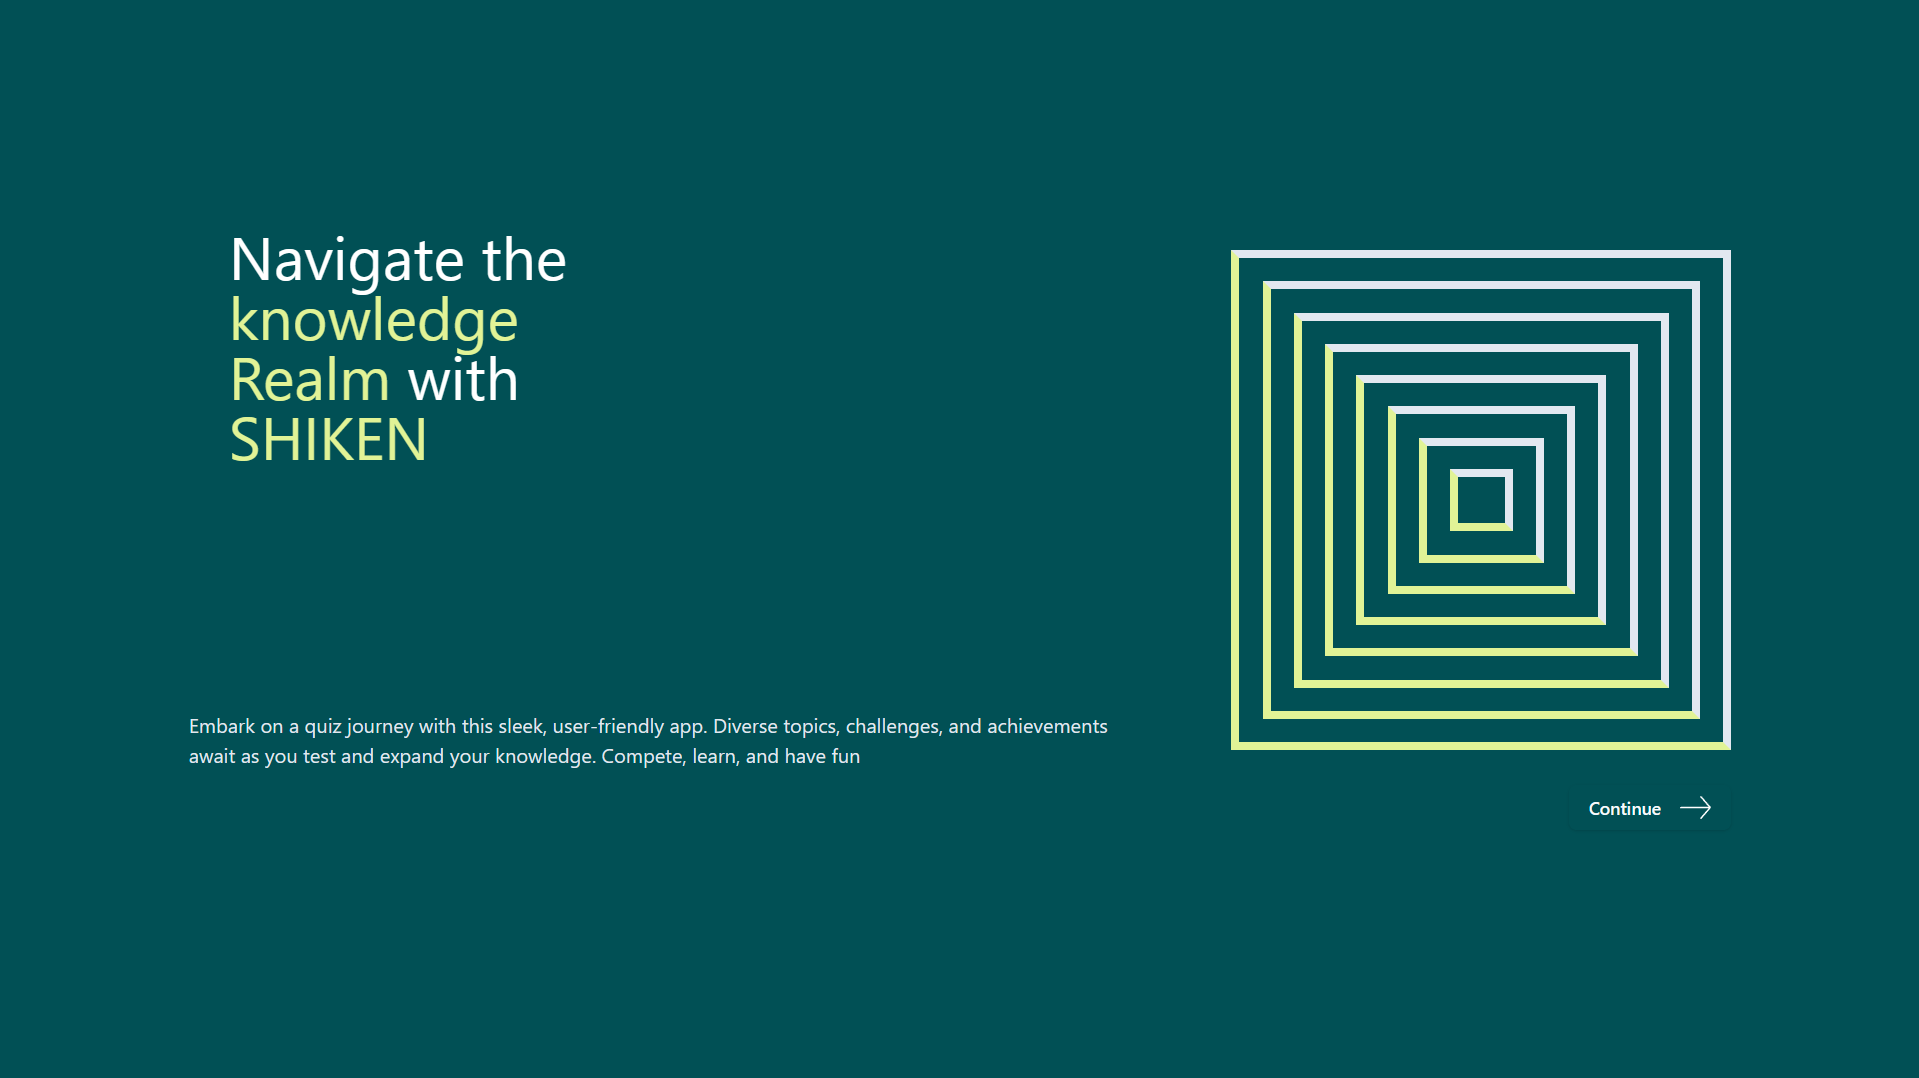 Navigate the
knowledge
Realm with
SHIKEN
Embark on a quiz journey with this sleek, user-friendly app. Diverse topics, challenges, and achievements
await as you test and expand your knowledge. Compete, learn, and have fun
Continue